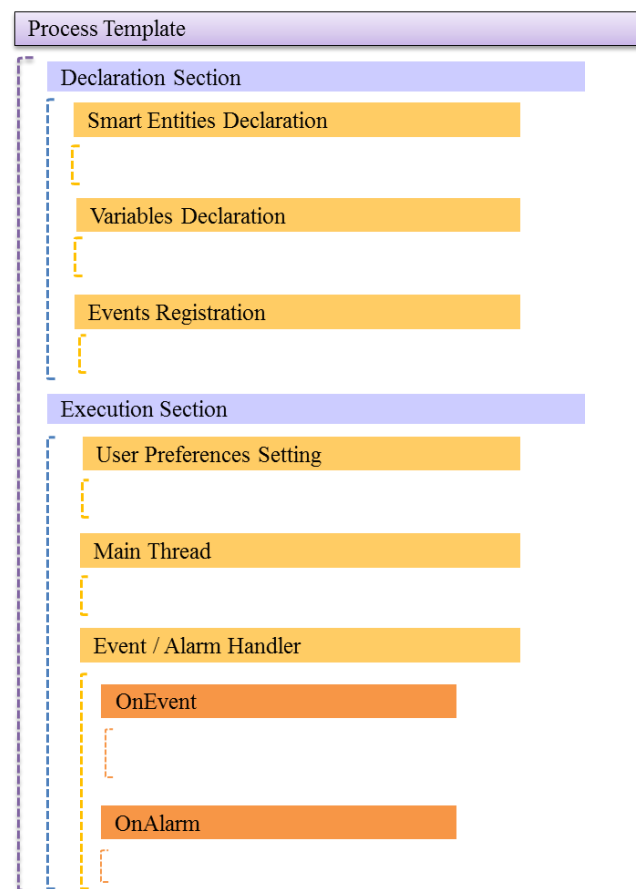 Process Template
Declaration Section
Smart Entities Declaration
Variables Declaration
Events Registration
Execution Section
User Preferences Setting
Main Thread
Event / Alarm Handler
OnEvent
OnAlarm